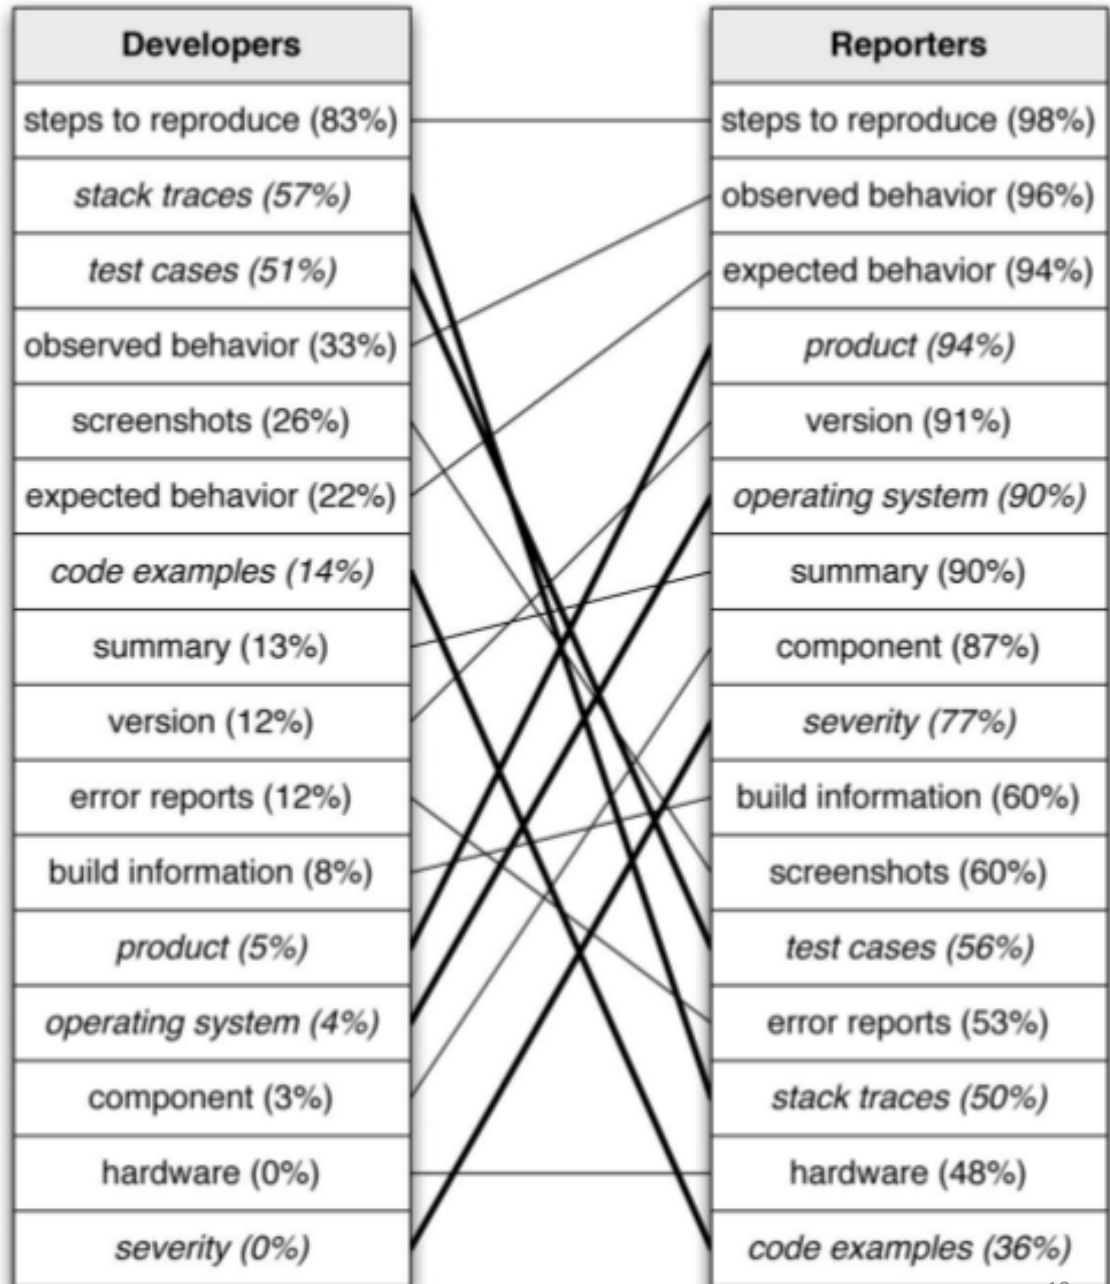 Developers
steps to reproduce (83%)
stack traces (57%)
test cases (51%)
observed behavior (33%)
screenshots (26%)
expected behavior (22%)
code examples (14%)
summary (13%)
version (12%)
error reports (12%)
build information (8%)
product (5%)
operating system (4%)
component (3%)
hardware (0%)
severity (0%)
Reporters
steps to reproduce (98%)
observed behavior (96%)
expected behavior (94%)
product (94%)
version (91%)
operating system (90%)
summary (90%)
component (87%)
severity (77%)
build information (60%)
screenshots (60%)
test cases (56%)
error reports (53%)
stack traces (50%)
hardware (48%)
code examples (36%)